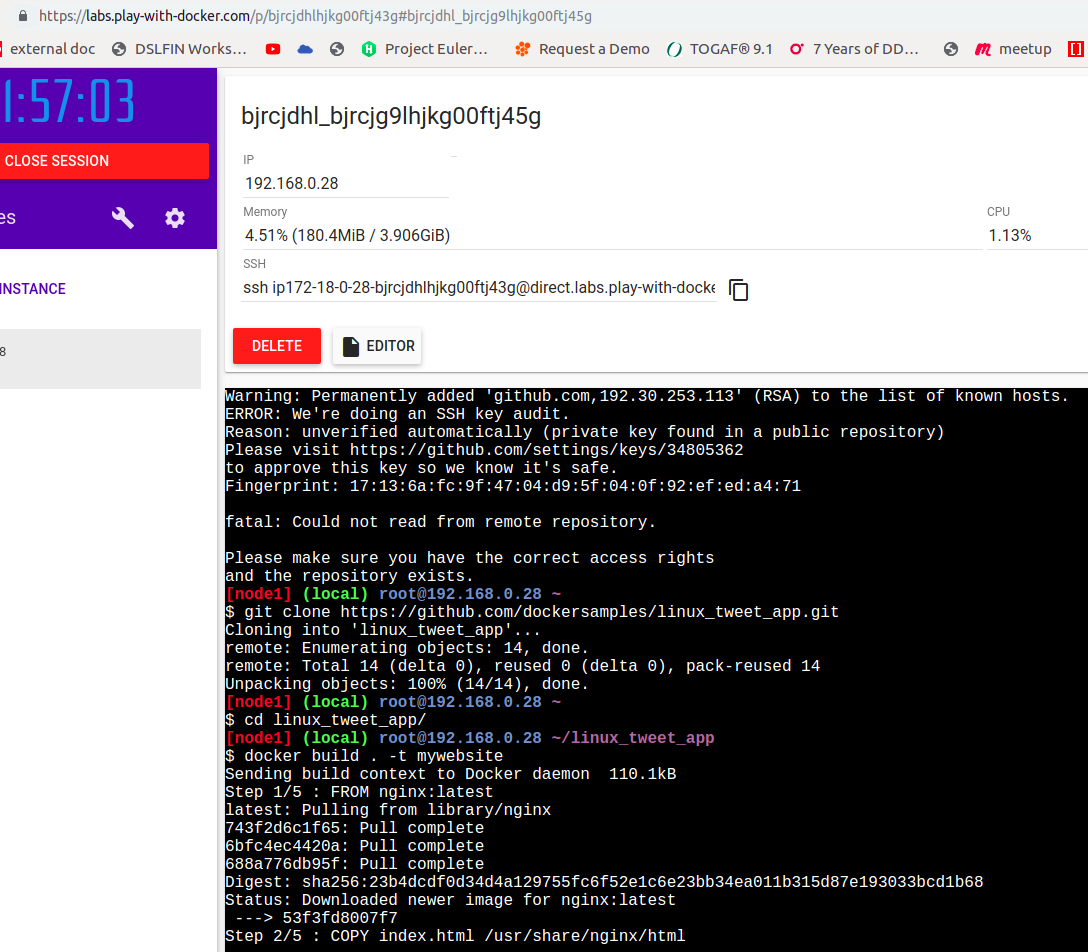 https://labs.play-with-docker.com/p/bjrcjdhlhjkg00ftj43g#bjrcjdhl_bjrcjg9lhjkg00ftj45g
external doc DSLFIN Works... Project Euler... Request a Demo TOGAF® 9.1 7 Years of DD... meetup
1:57:03
CLOSE SESSION
es
INSTANCE
8
bjrcjdhl_bjrcjg9lhjkg00ftj45g
IP
192.168.0.28
Memory CPU
4.51% (180.4MiB / 3.906GiB) 1.13%
SSH
ssh ip172-18-0-28-bjrcjdhlhjkg00ftj43g@direct.labs.play-with-docke
DELETE EDITOR
Warning: Permanently added 'github.com,192.30.253.113' (RSA) to the list of known hosts.
ERROR: We're doing an SSH key audit.
Reason: unverified automatically (private key found in a public repository)
Please visit https://github.com/settings/keys/34805362
to approve this key so we know it's safe.
Fingerprint: 17:13:6a:fc:9f:47:04:d9:5f:04:0f:92:ef:ed:a4:71
fatal: Could not read from remote repository.
Please make sure you have the correct access rights
and the repository exists.
[node1] (local) root@192.168.0.28 ~
$ git clone https://github.com/dockersamples/linux_tweet_app.git
Cloning into 'linux_tweet_app'...
remote: Enumerating objects: 14, done.
remote: Total 14 (delta 0), reused 0 (delta 0), pack-reused 14
Unpacking objects: 100% (14/14), done.
[node1] (local) root@192.168.0.28 ~
$ cd linux_tweet_app/
[node1] (local) root@192.168.0.28 ~/linux_tweet_app
$ docker build . -t mywebsite
Sending build context to Docker daemon  110.1kB
Step 1/5 : FROM nginx:latest
latest: Pulling from library/nginx
743f2d6c1f65: Pull complete
6bfc4ec4420a: Pull complete
688a776db95f: Pull complete
Digest: sha256:23b4dcdf0d34d4a129755fc6f52e1c6e23bb34ea011b315d87e193033bcd1b68
Status: Downloaded newer image for nginx:latest
 ---> 53f3fd8007f7
Step 2/5 : COPY index.html /usr/share/nginx/html